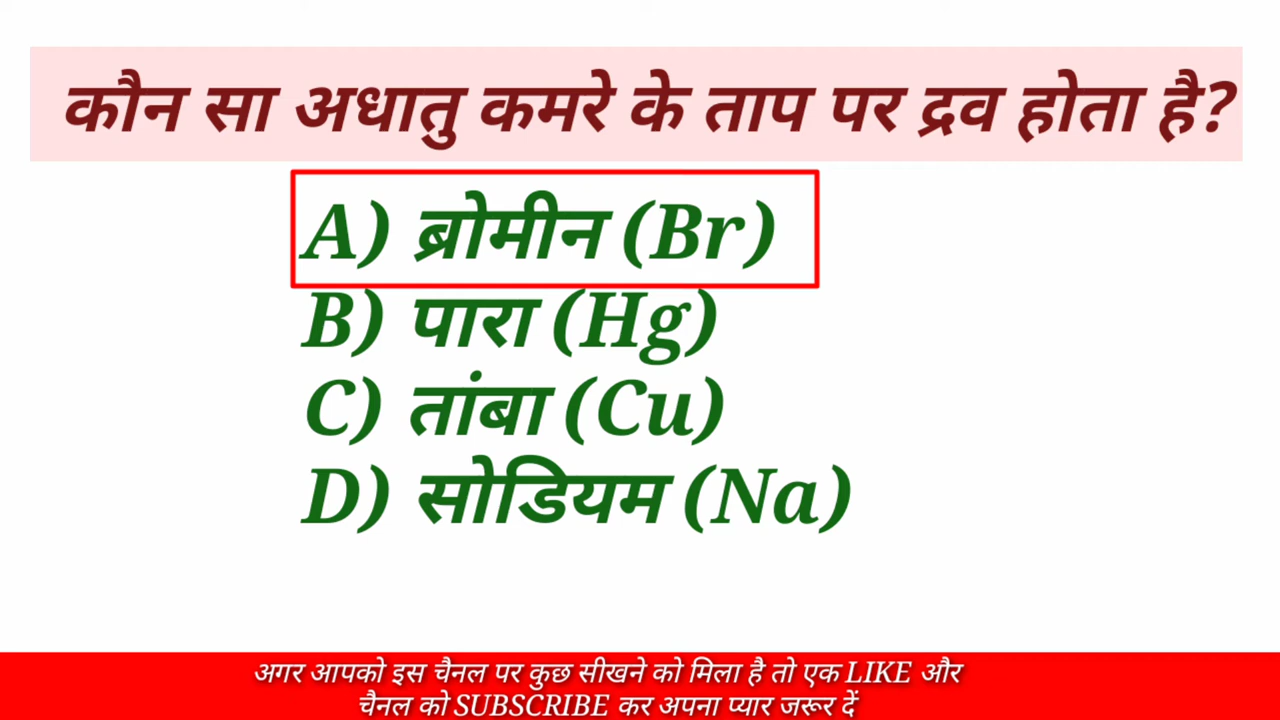 कौन सा अधातु कमरे के ताप पर द्रव होता है?
A) ब्रोमीन (Br)
B) पारा (Hg)
C) तांबा (Cu)
D) सोडियम (Na)
अगर आपको इस चैनल पर कुछ सीखने को मिला है तो एक LIKE और
चैनल को SUBSCRIBE कर अपना प्यार जरूर दें